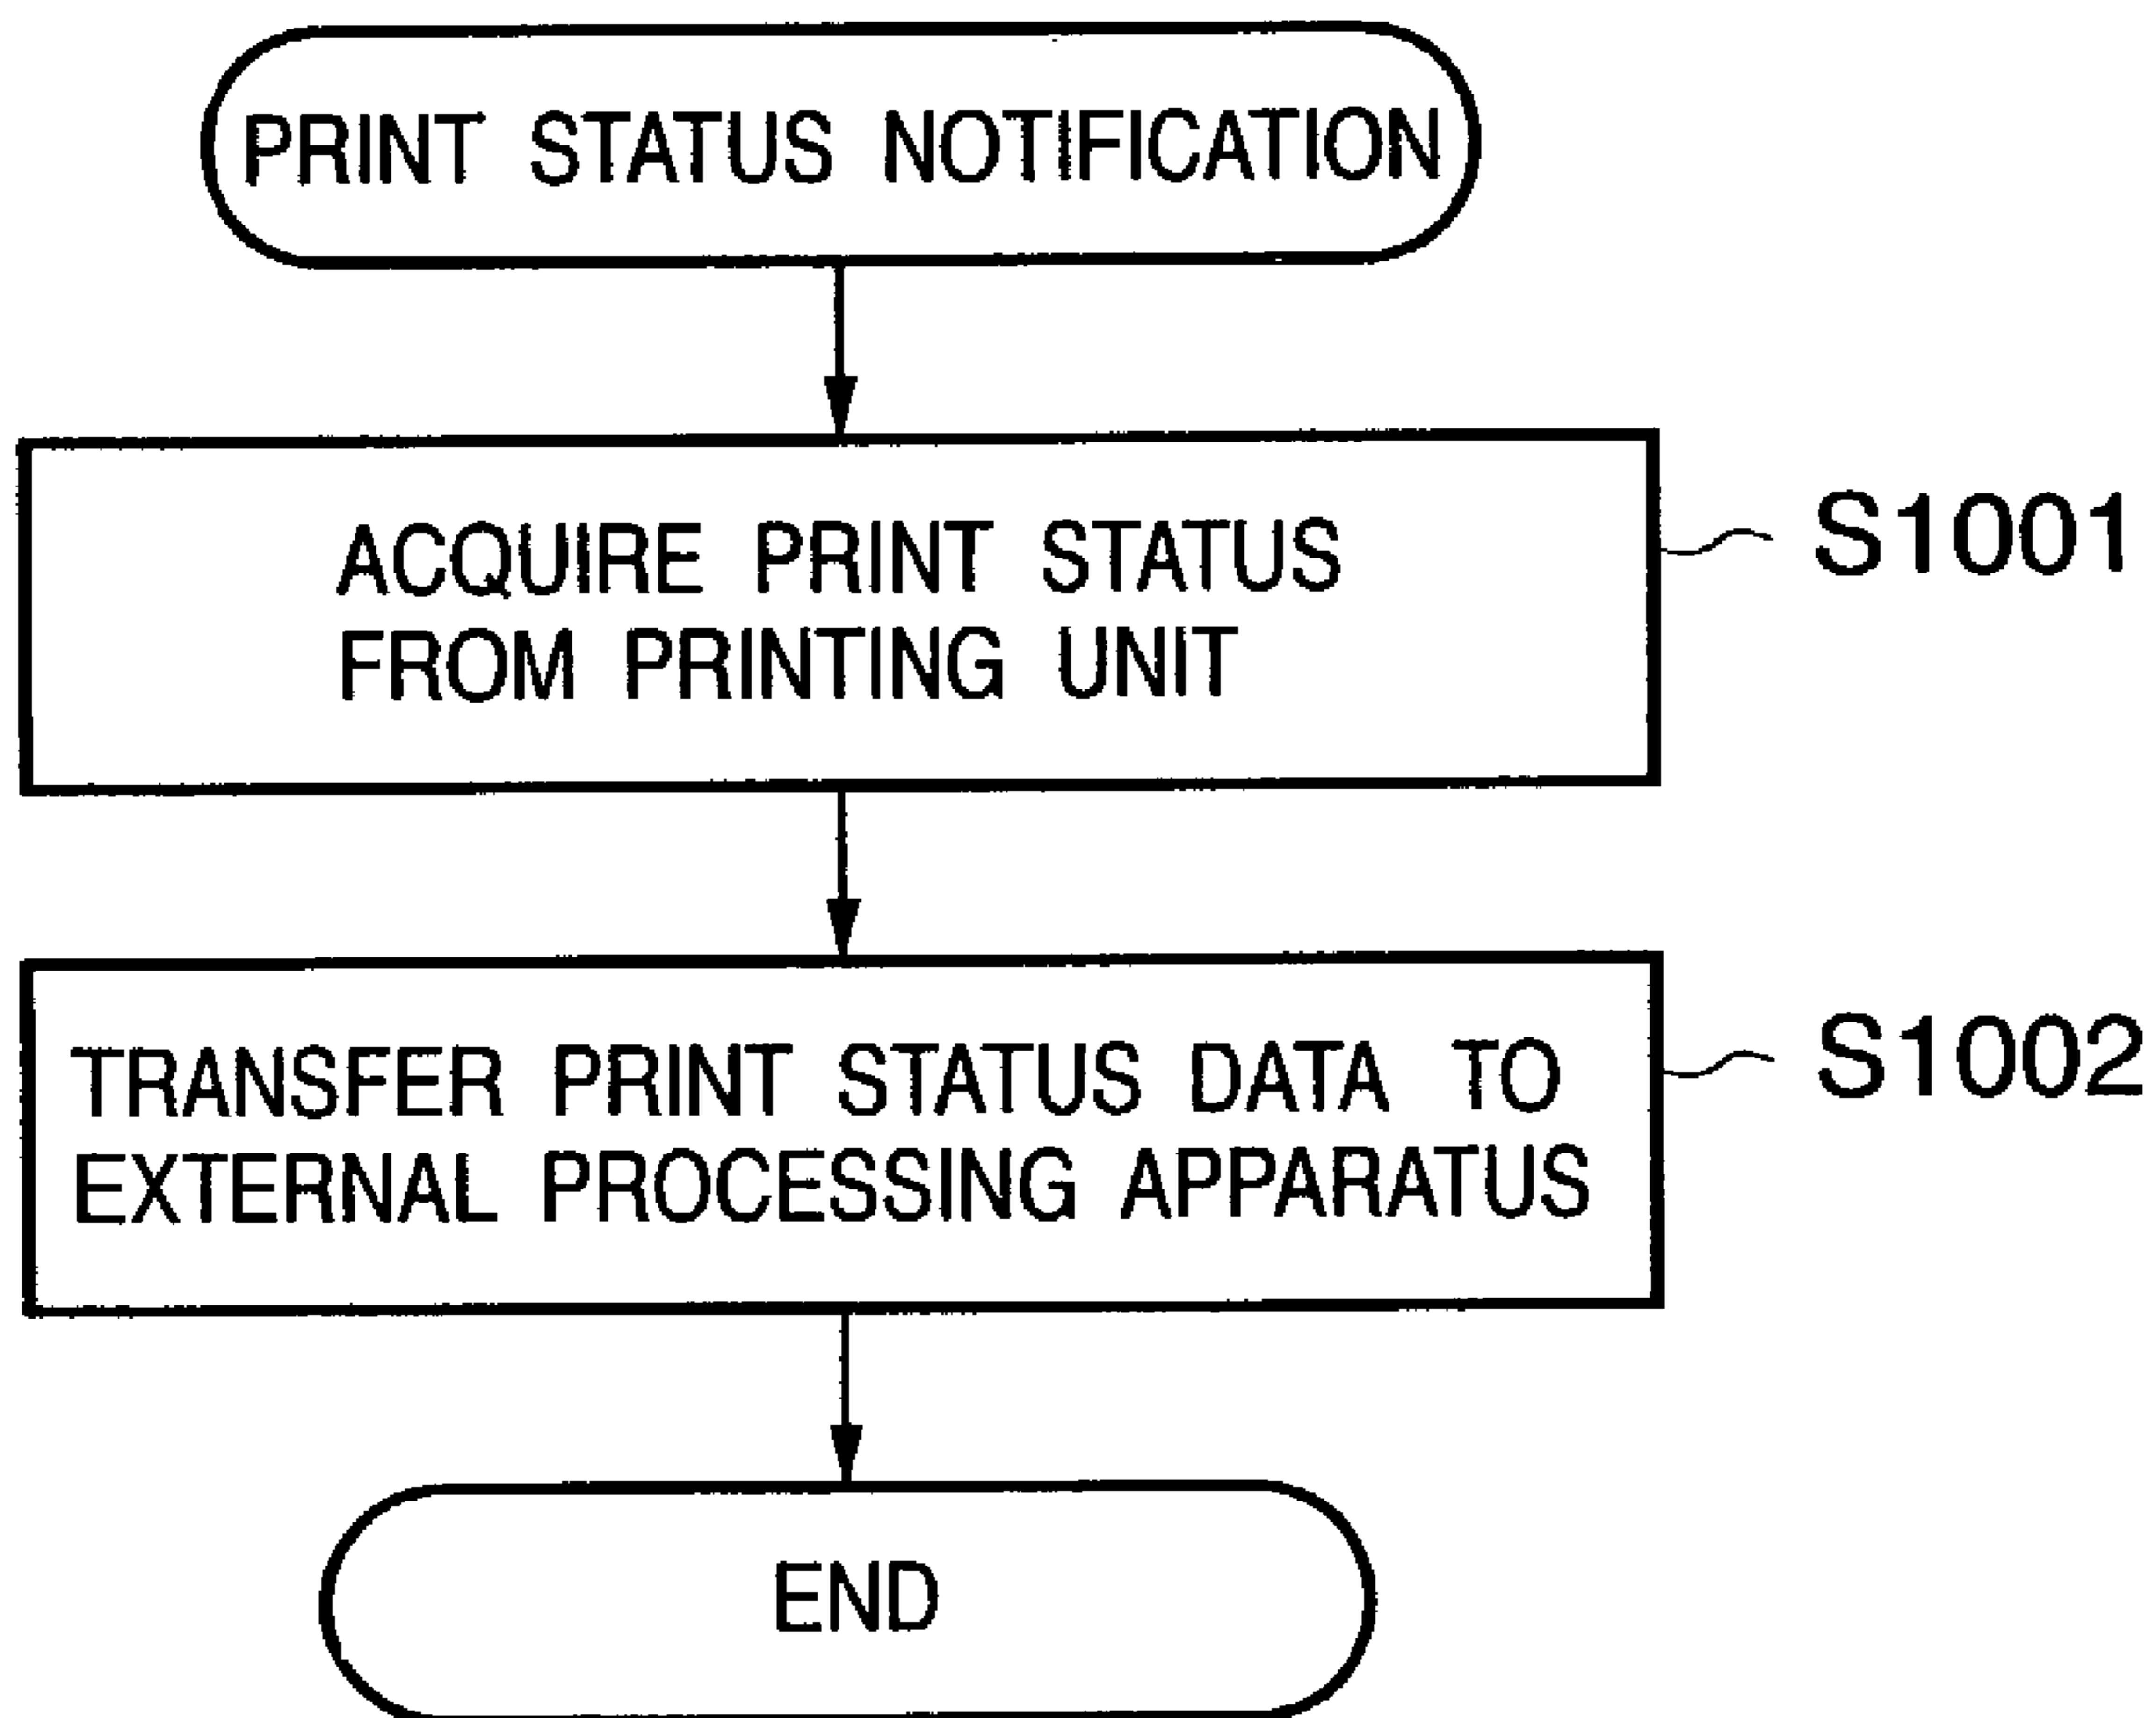 PRINT STATUS NOTIFICATION
ACQUIRE PRINT STATUS
FROM PRINTING UNIT
S1001
TRANSFER PRINT STATUS DATA TO
EXTERNAL PROCESSING APPARATUS
S1002
END